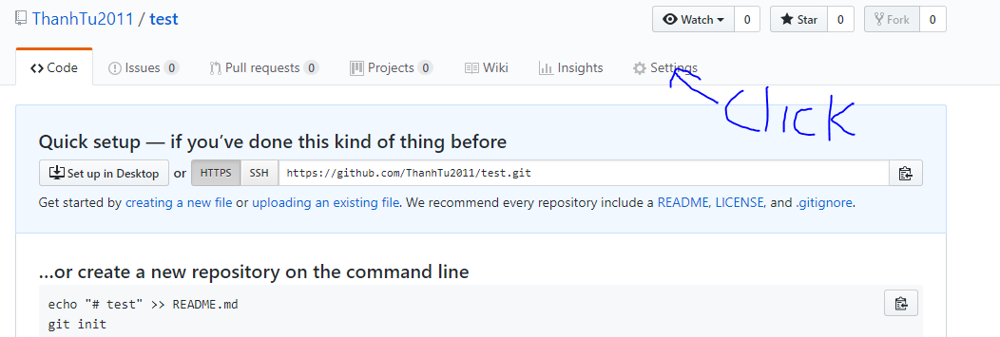 ThanhTu2011 / test
Watch 0 Star 0 Fork 0
Code Issues 0 Pull requests 0 Projects 0 Wiki Insights Settings
Click
Quick setup — if you've done this kind of thing before
Set up in Desktop or HTTPS SSH https://github.com/ThanhTu2011/test.git
Get started by creating a new file or uploading an existing file. We recommend every repository include a README, LICENSE, and .gitignore.
...or create a new repository on the command line
echo "# test" >> README.md
git init